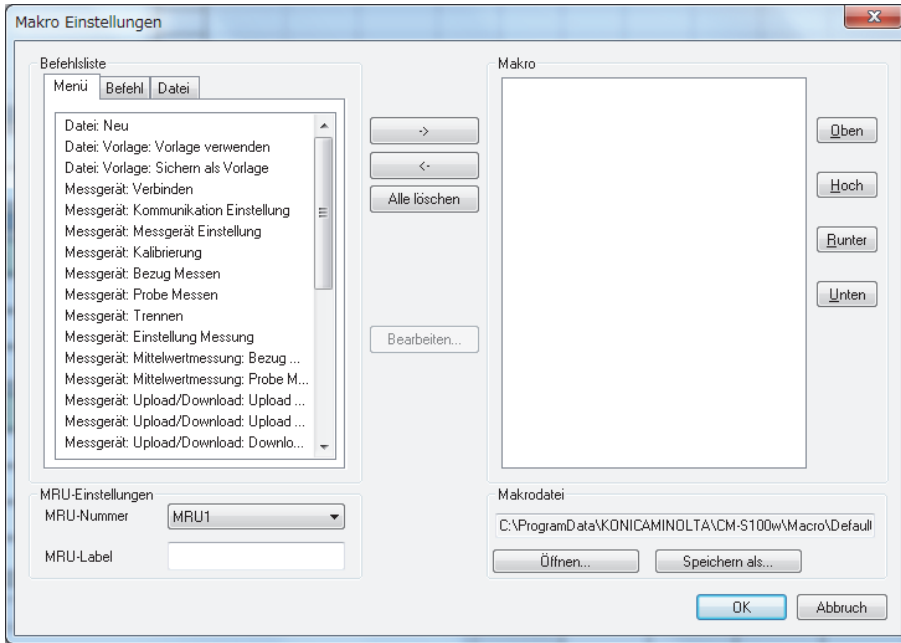 Makro Einstellungen
Befehlsliste
Menü Befehl Datei
Datei: Neu
Datei: Vorlage: Vorlage verwenden
Datei: Vorlage: Sichern als Vorlage
Messgerät: Verbinden
Messgerät: Kommunikation Einstellung
Messgerät: Messgerät Einstellung
Messgerät: Kalibrierung
Messgerät: Bezug Messen
Messgerät: Probe Messen
Messgerät: Trennen
Messgerät: Einstellung Messung
Messgerät: Mittelwertmessung: Bezug ...
Messgerät: Mittelwertmessung: Probe M...
Messgerät: Upload/Download: Upload ...
Messgerät: Upload/Download: Upload ...
Messgerät: Upload/Download: Downlo...
->
<-
Alle löschen
Bearbeiten...
Makro
Oben
Hoch
Runter
Unten
MRU-Einstellungen
MRU-Nummer MRU1
MRU-Label
Makrodatei
C:\ProgramData\KONICAMINOLTA\CM-S100w\Macro\Default
Öffnen... Speichern als...
OK Abbruch